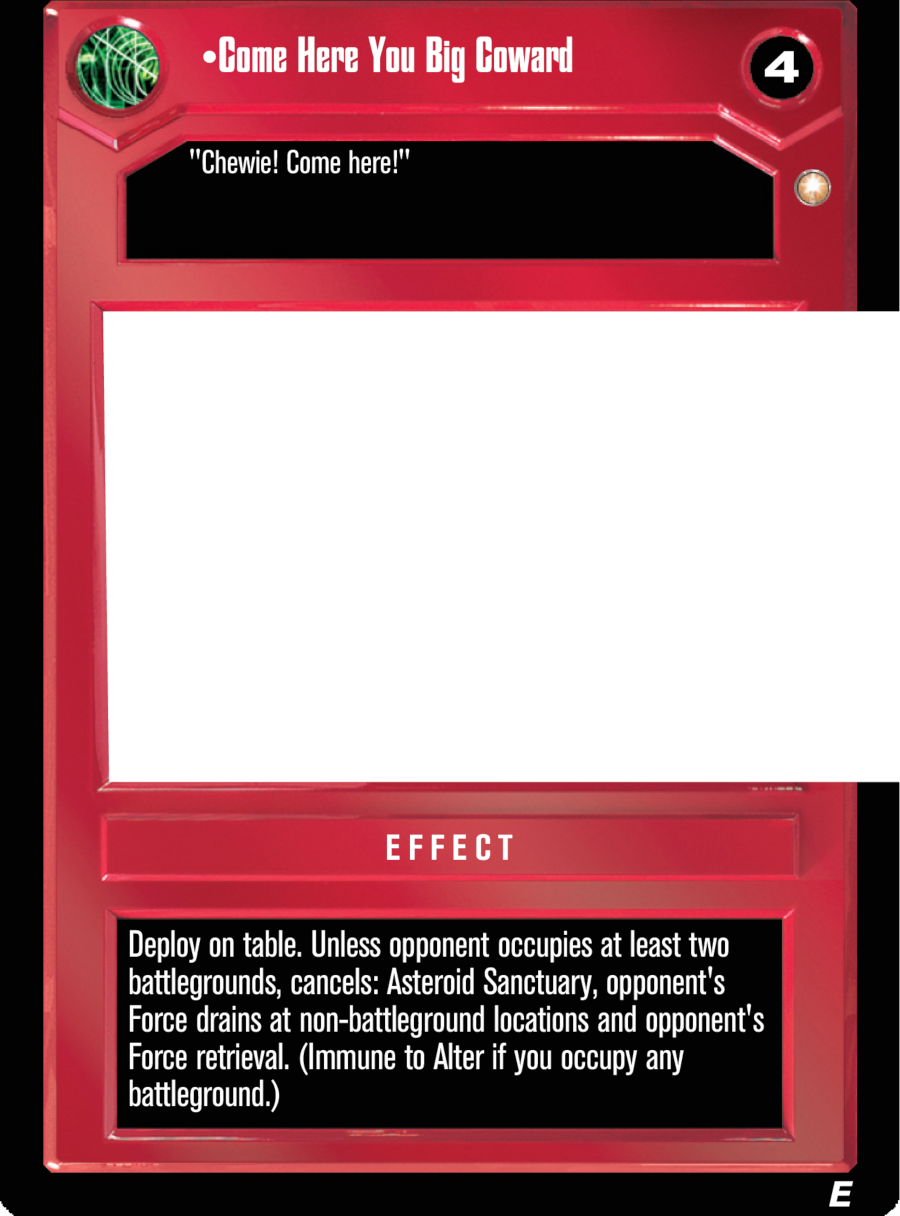 •Come Here You Big Coward
4
"Chewie! Come here!"
EFFECT
Deploy on table. Unless opponent occupies at least two
battlegrounds, cancels: Asteroid Sanctuary, opponent's
Force drains at non-battleground locations and opponent's
Force retrieval. (Immune to Alter if you occupy any
battleground.)
E